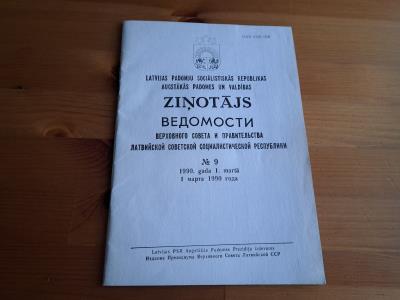 LATVIJAS PADOMJU SOCIĀLISTISKĀS REPUBLIKAS
AUGSTĀKĀS PADOMES UN VALDĪBAS
ZIŅOTĀJS
ВЕДОМОСТИ
ВЕРХОВНОГО СОВЕТА И ПРАВИТЕЛЬСТВА
ЛАТВИЙСКОЙ СОВЕТСКОЙ СОЦИАЛИСТИЧЕСКОЙ РЕСПУБЛИКИ
№ 9
1990. gada 1. martā
1 марта 1990 года
Latvijas PSR Augstākās Padomes Prezidija izdevums
Издание Президиума Верховного Совета Латвийской ССР